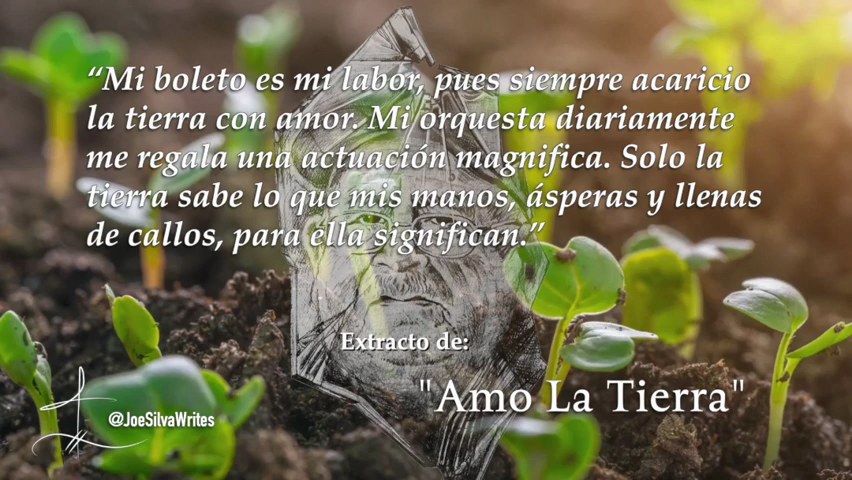 “Mi boleto es mi labor, pues siempre acaricio
la tierra con amor. Mi orquesta diariamente
me regala una actuación magnifica. Solo la
tierra sabe lo que mis manos, ásperas y llenas
de callos, para ella significan.”
Extracto de:
"Amo La Tierra"
@JoeSilvaWrites